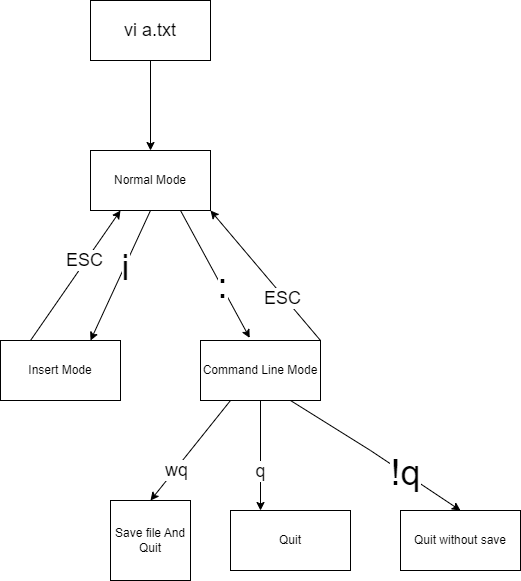 vi a.txt
Normal Mode
ESC
i
:
ESC
Insert Mode
Command Line Mode
wq
q
!q
Save file And
Quit
Quit
Quit without save